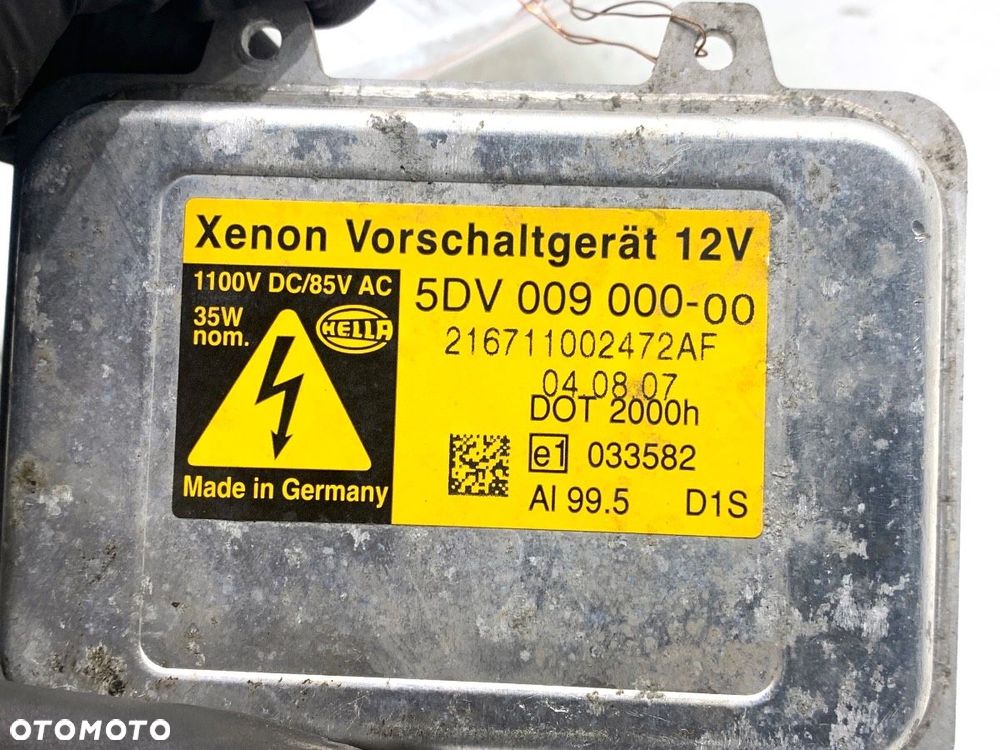 Xenon Vorschaltgerät 12V
1100V DC/85V AC
35W
nom.
HELLA
Made in Germany
5DV 009 000-00
216711002472AF
04.08.07
DOT 2000h
e1 033582
Al 99.5 D1S
OTOMOTO